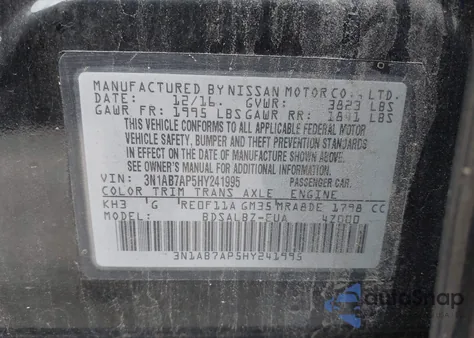 MANUFACTURED BY NISSAN MOTOR CO., LTD.
DATE: 12/16. GVWR: 3823 LBS
GAWR FR: 1995 LBS GAWR RR: 1841 LBS
THIS VEHICLE CONFORMS TO ALL APPLICABLE FEDERAL MOTOR
VEHICLE SAFETY, BUMPER AND THEFT PREVENTION STANDARDS
IN EFFECT ON THE DATE OF MANUFACTURE SHOWN ABOVE.
SEE OWNER'S MANUAL FOR ADDITIONAL INFORMATION.
VIN: 3N1AB7AP5HY241995 PASSENGER CAR.
COLOR TRIM TRANS AXLE ENGINE
KH3 G RE0F11A GM35 MRA8DE 1798 CC
MODEL: BDSALBZ-EUA 4Z000
3N1AB7AP5HY241995
AutoSnap